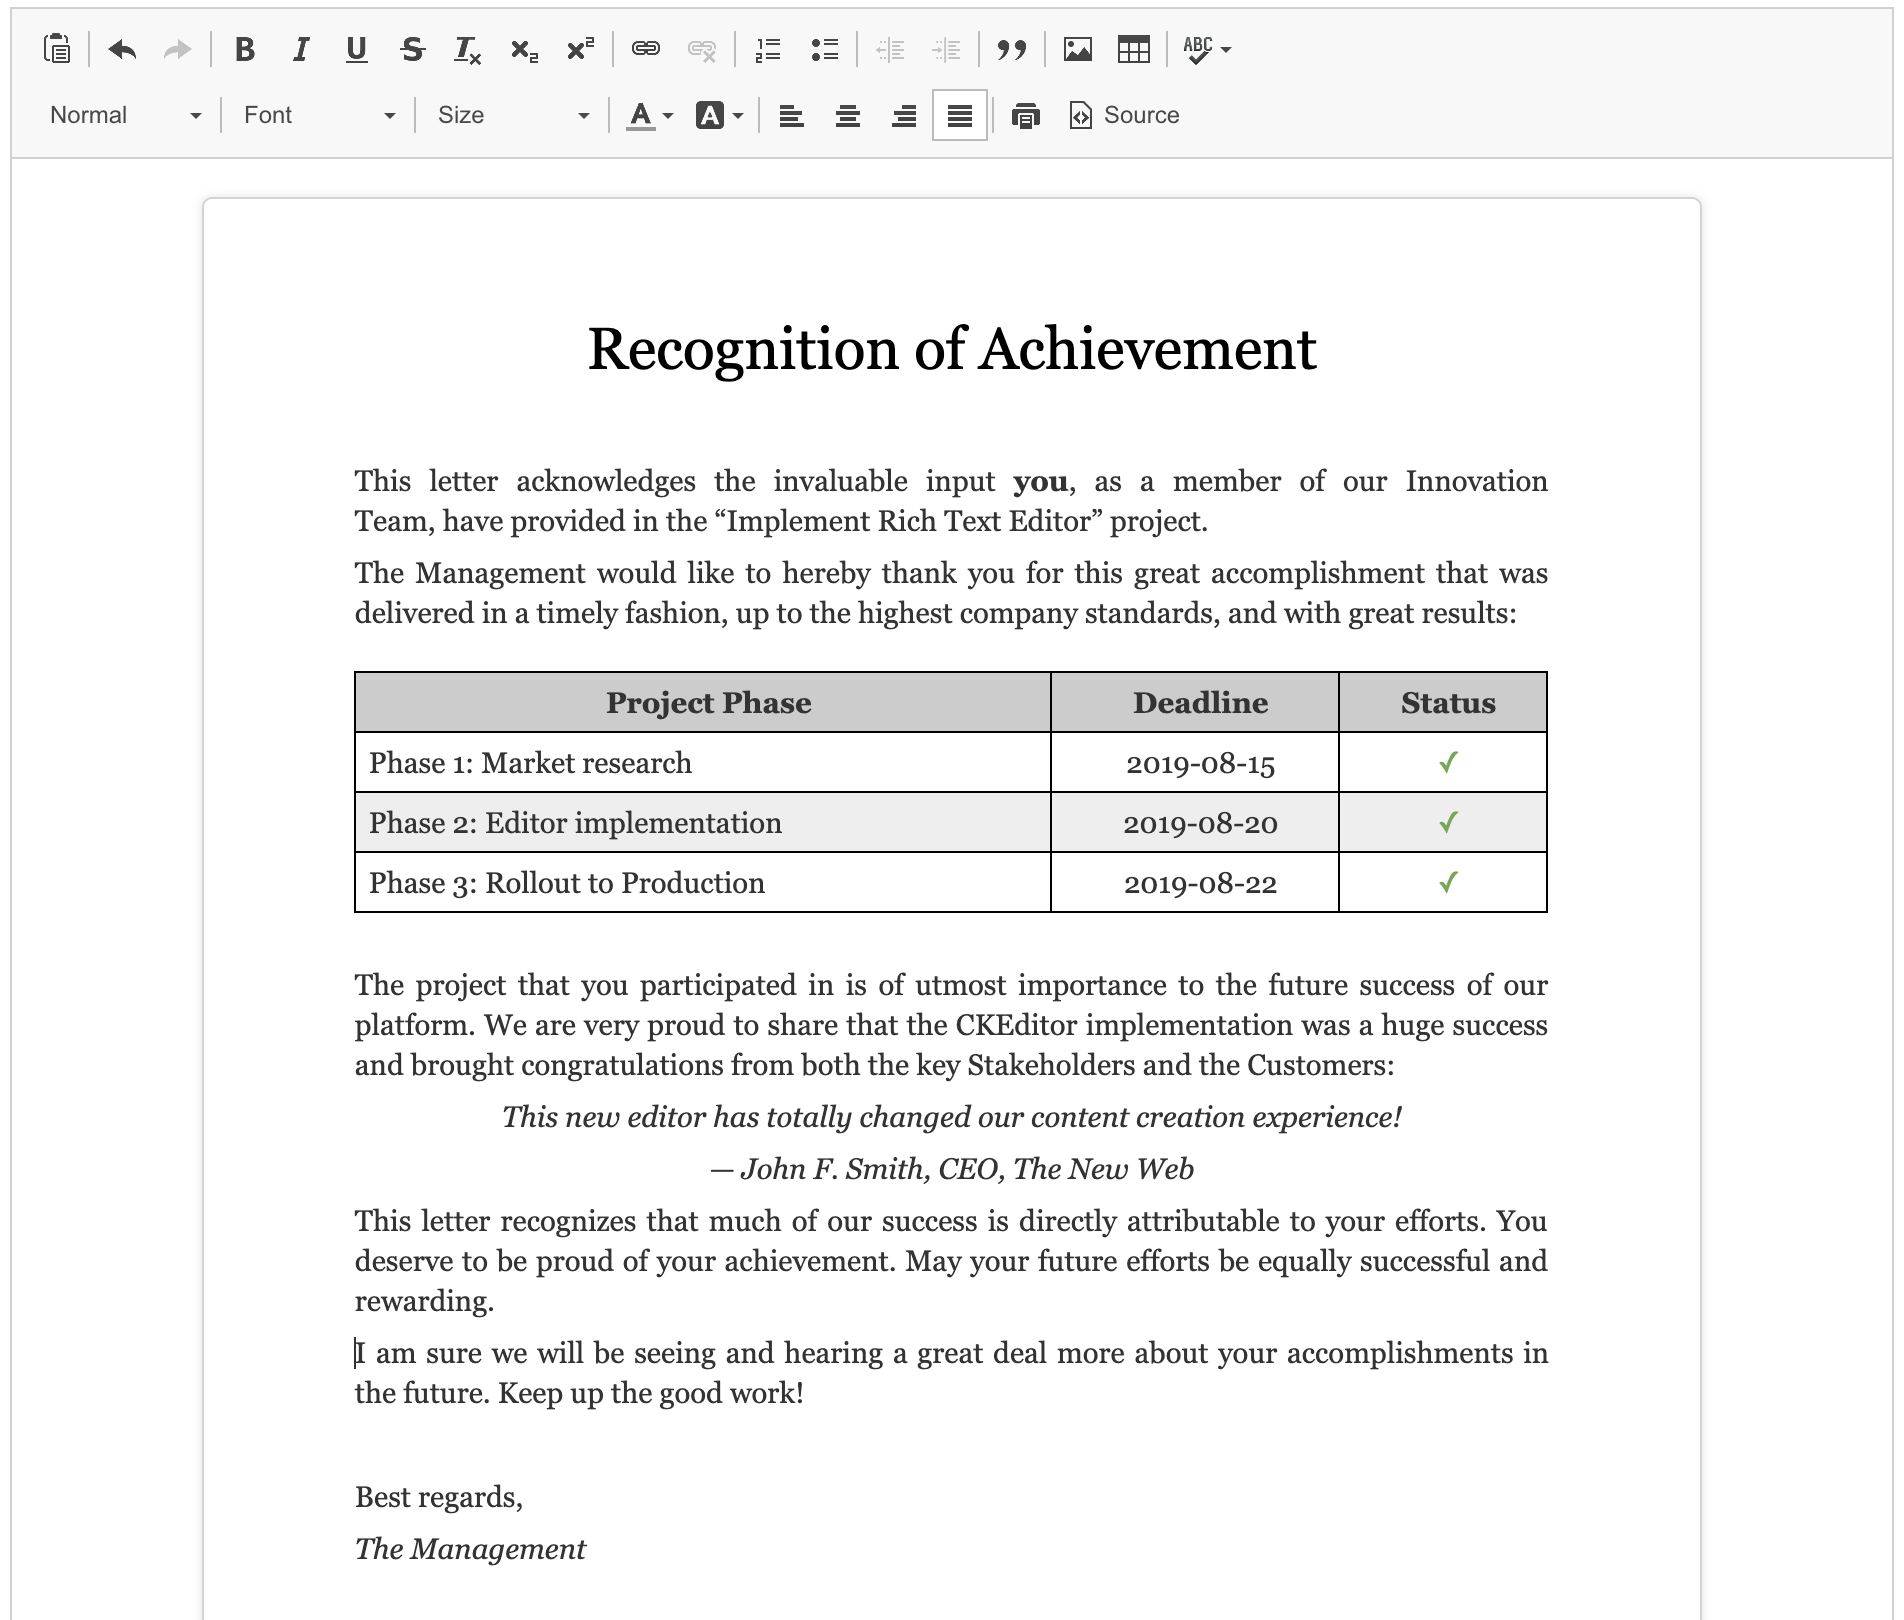 B I U S Tx x2 x2 ABC
Normal Font Size A A Source
Recognition of Achievement
This letter acknowledges the invaluable input you, as a member of our Innovation
Team, have provided in the “Implement Rich Text Editor” project.
The Management would like to hereby thank you for this great accomplishment that was
delivered in a timely fashion, up to the highest company standards, and with great results:
Project Phase Deadline Status
Phase 1: Market research 2019-08-15 ✓
Phase 2: Editor implementation 2019-08-20 ✓
Phase 3: Rollout to Production 2019-08-22 ✓
The project that you participated in is of utmost importance to the future success of our
platform. We are very proud to share that the CKEditor implementation was a huge success
and brought congratulations from both the key Stakeholders and the Customers:
This new editor has totally changed our content creation experience!
— John F. Smith, CEO, The New Web
This letter recognizes that much of our success is directly attributable to your efforts. You
deserve to be proud of your achievement. May your future efforts be equally successful and
rewarding.
I am sure we will be seeing and hearing a great deal more about your accomplishments in
the future. Keep up the good work!
Best regards,
The Management